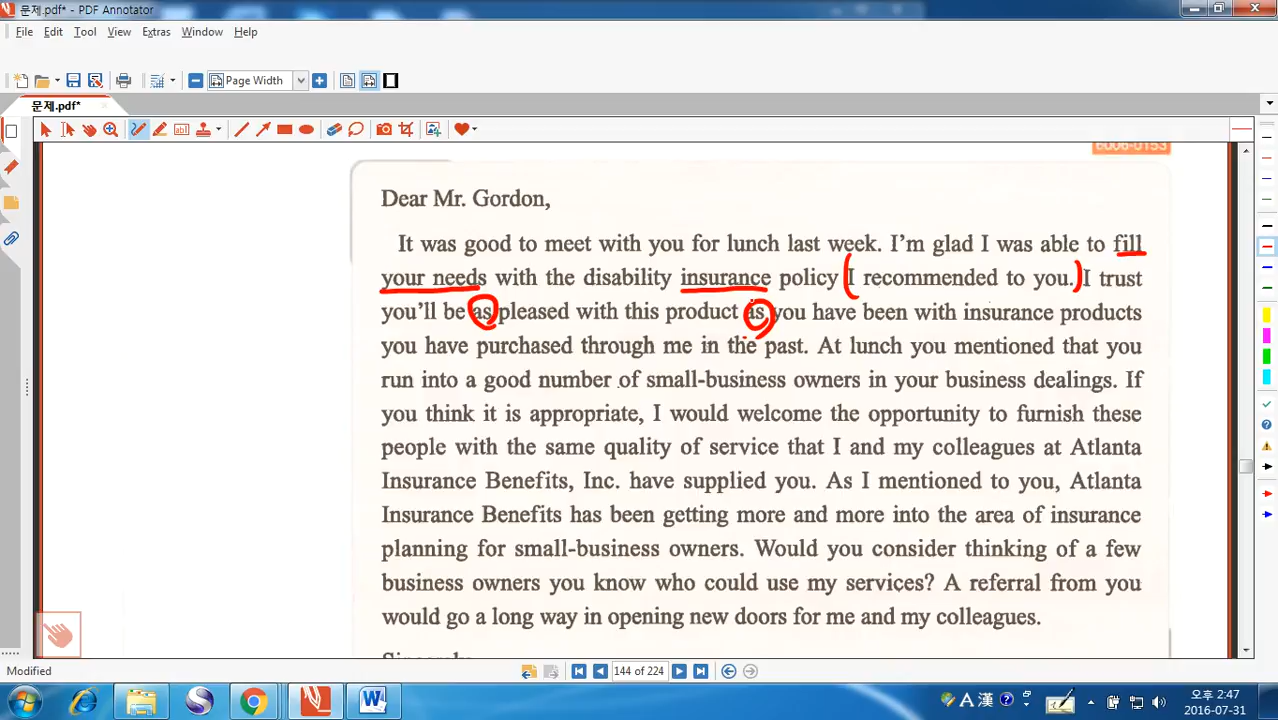 문제.pdf* - PDF Annotator
File Edit Tool View Extras Window Help
Page Width
문제.pdf*
6006-0153
Dear Mr. Gordon,
It was good to meet with you for lunch last week. I'm glad I was able to fill
your needs with the disability insurance policy I recommended to you. I trust
you'll be as pleased with this product as you have been with insurance products
you have purchased through me in the past. At lunch you mentioned that you
run into a good number of small-business owners in your business dealings. If
you think it is appropriate, I would welcome the opportunity to furnish these
people with the same quality of service that I and my colleagues at Atlanta
Insurance Benefits, Inc. have supplied you. As I mentioned to you, Atlanta
Insurance Benefits has been getting more and more into the area of insurance
planning for small-business owners. Would you consider thinking of a few
business owners you know who could use my services? A referral from you
would go a long way in opening new doors for me and my colleagues.
Sincerely,
Modified
144 of 224
A 漢
오후 2:47
2016-07-31